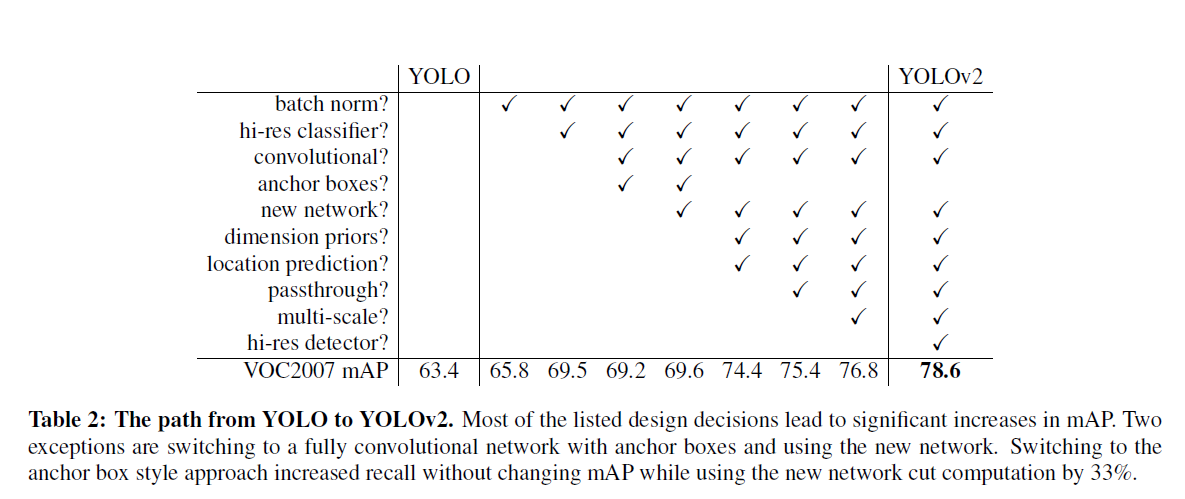 YOLO YOLOv2
batch norm? ✓ ✓ ✓ ✓ ✓ ✓ ✓ ✓
hi-res classifier? ✓ ✓ ✓ ✓ ✓ ✓ ✓
convolutional? ✓ ✓ ✓ ✓ ✓ ✓
anchor boxes? ✓ ✓
new network? ✓ ✓ ✓ ✓ ✓
dimension priors? ✓ ✓ ✓ ✓
location prediction? ✓ ✓ ✓ ✓
passthrough? ✓ ✓ ✓
multi-scale? ✓ ✓
hi-res detector? ✓
VOC2007 mAP 63.4 65.8 69.5 69.2 69.6 74.4 75.4 76.8 78.6
Table 2: The path from YOLO to YOLOv2. Most of the listed design decisions lead to significant increases in mAP. Two
exceptions are switching to a fully convolutional network with anchor boxes and using the new network. Switching to the
anchor box style approach increased recall without changing mAP while using the new network cut computation by 33%.